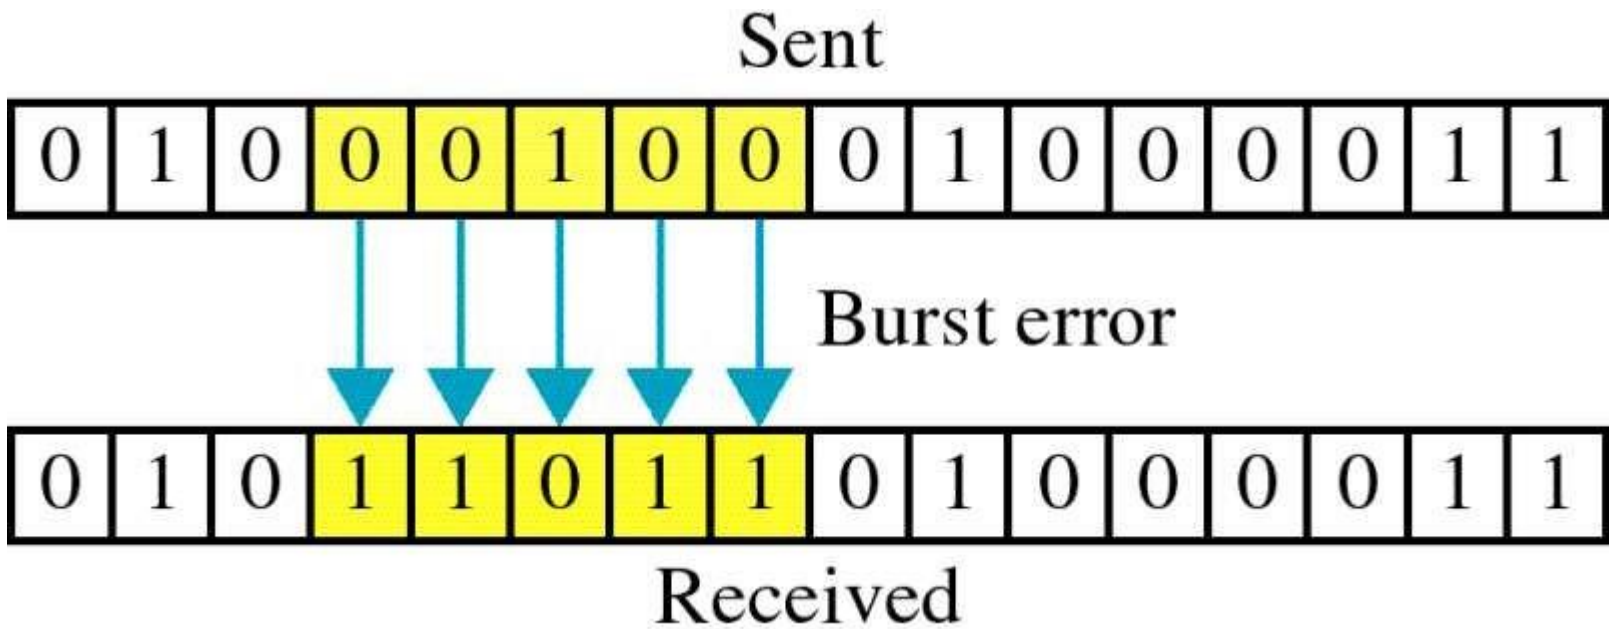 Sent
0 1 0 0 0 1 0 0 0 1 0 0 0 0 1 1
Burst error
0 1 0 1 1 0 1 1 0 1 0 0 0 0 1 1
Received